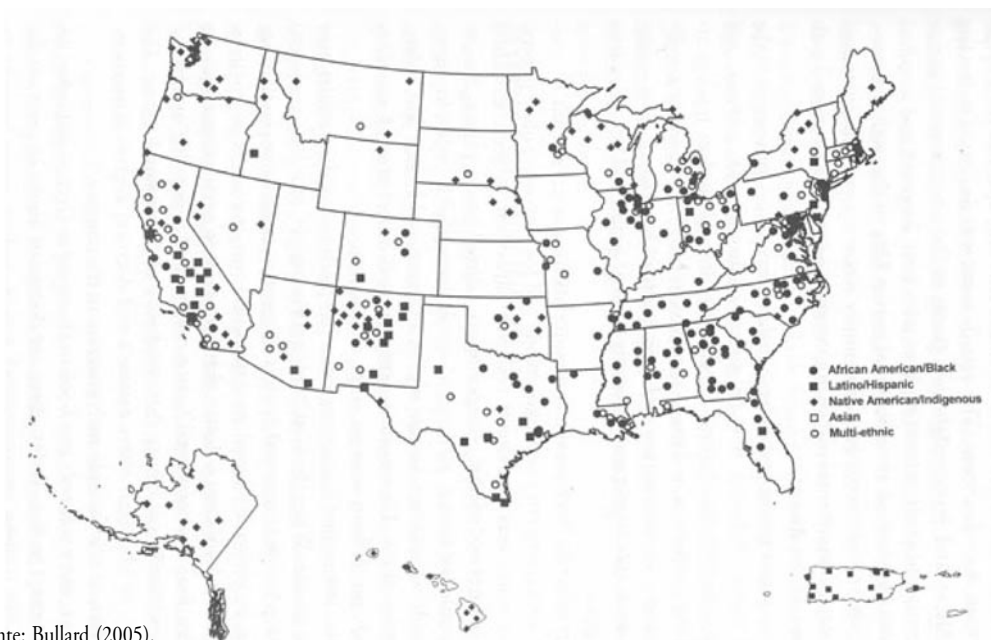 African American/Black
Latino/Hispanic
Native American/Indigenous
Asian
Multi-ethnic
nte: Bullard (2005).